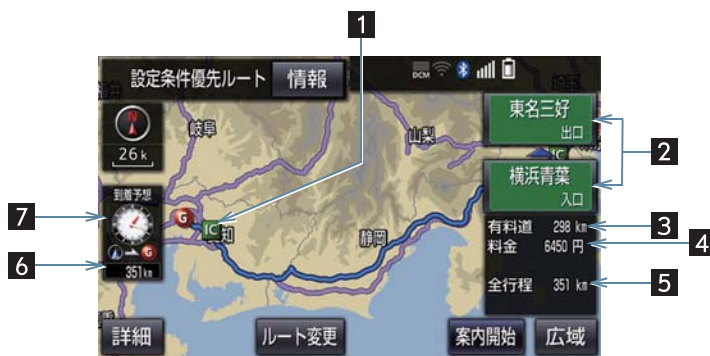 1
設定条件優先ルート 情報
DCM
26k
岐阜
山梨
東名三好
出口
IC
2
横浜青葉
入口
7
到着予想
G
G
IC
知
静岡
有料道 298 km
3
料金 6450 円
4
6
351km
全行程 351 km
5
詳細 ルート変更 案内開始 広域